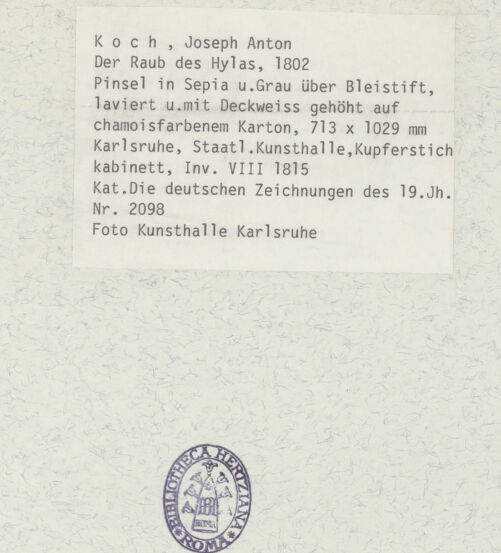 K o c h , Joseph Anton
Der Raub des Hylas, 1802
Pinsel in Sepia u.Grau über Bleistift,
laviert u.mit Deckweiss gehöht auf
chamoisfarbenem Karton, 713 x 1029 mm
Karlsruhe, Staatl.Kunsthalle,Kupferstich
kabinett, Inv. VIII 1815
Kat.Die deutschen Zeichnungen des 19.Jh.
Nr. 2098
Foto Kunsthalle Karlsruhe
BIBLIOTHECA HERTZIANA
ROMA
ROMA